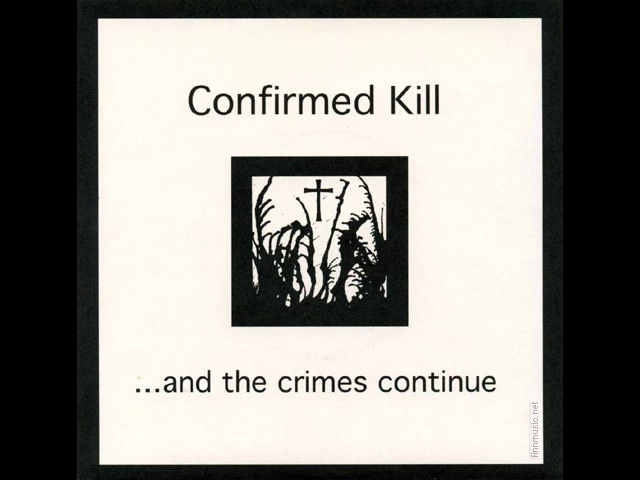 Confirmed Kill
...and the crimes continue
finnmusic.net